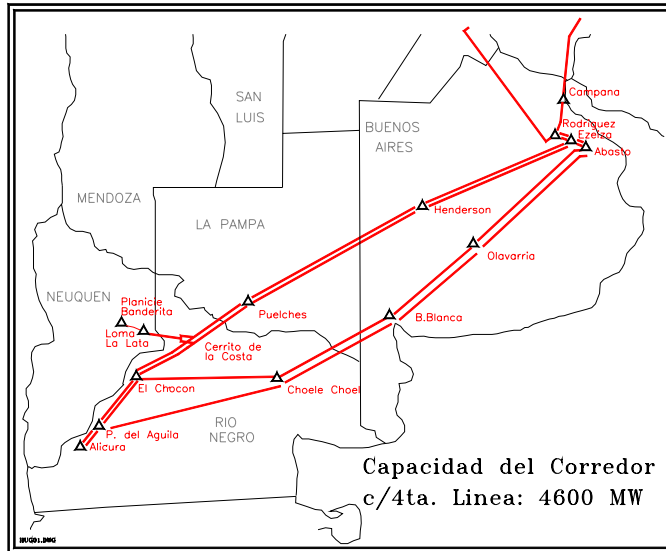 Campana
SAN
LUIS
BUENOS
AIRES
Rodriguez
Ezeiza
Abasto
MENDOZA
LA PAMPA
Henderson
Olavarria
NEUQUEN
Planicie
Banderita
Loma
La Lata
Puelches
B.Blanca
Cerrito de
la Costa
El Chocon
Choele Choel
RIO
NEGRO
P. del Aguila
Alicura
Capacidad del Corredor
c/4ta. Linea: 4600 MW
HUGO1.DWG